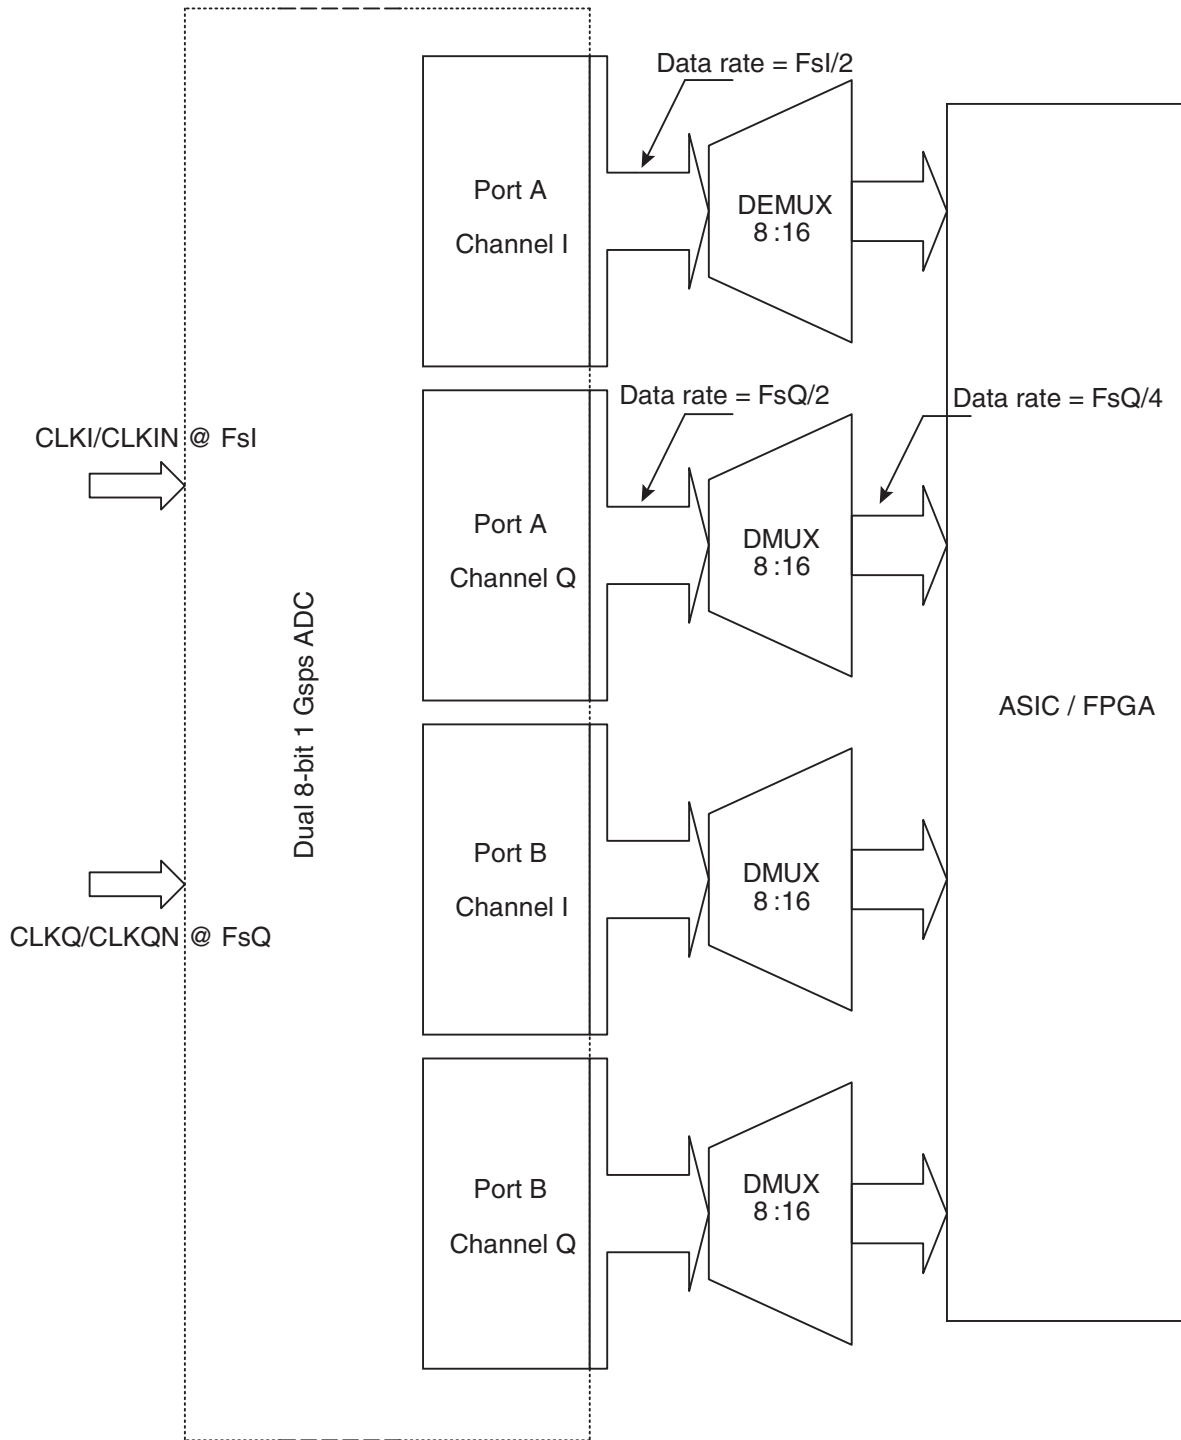 Data rate = FsI/2
Port A
Channel I
DEMUX
8:16
Data rate = FsQ/2
Data rate = FsQ/4
CLKI/CLKIN @ FsI
Port A
Channel Q
DMUX
8:16
Dual 8-bit 1 Gsps ADC
ASIC / FPGA
Port B
Channel I
DMUX
8:16
CLKQ/CLKQN @ FsQ
Port B
Channel Q
DMUX
8:16